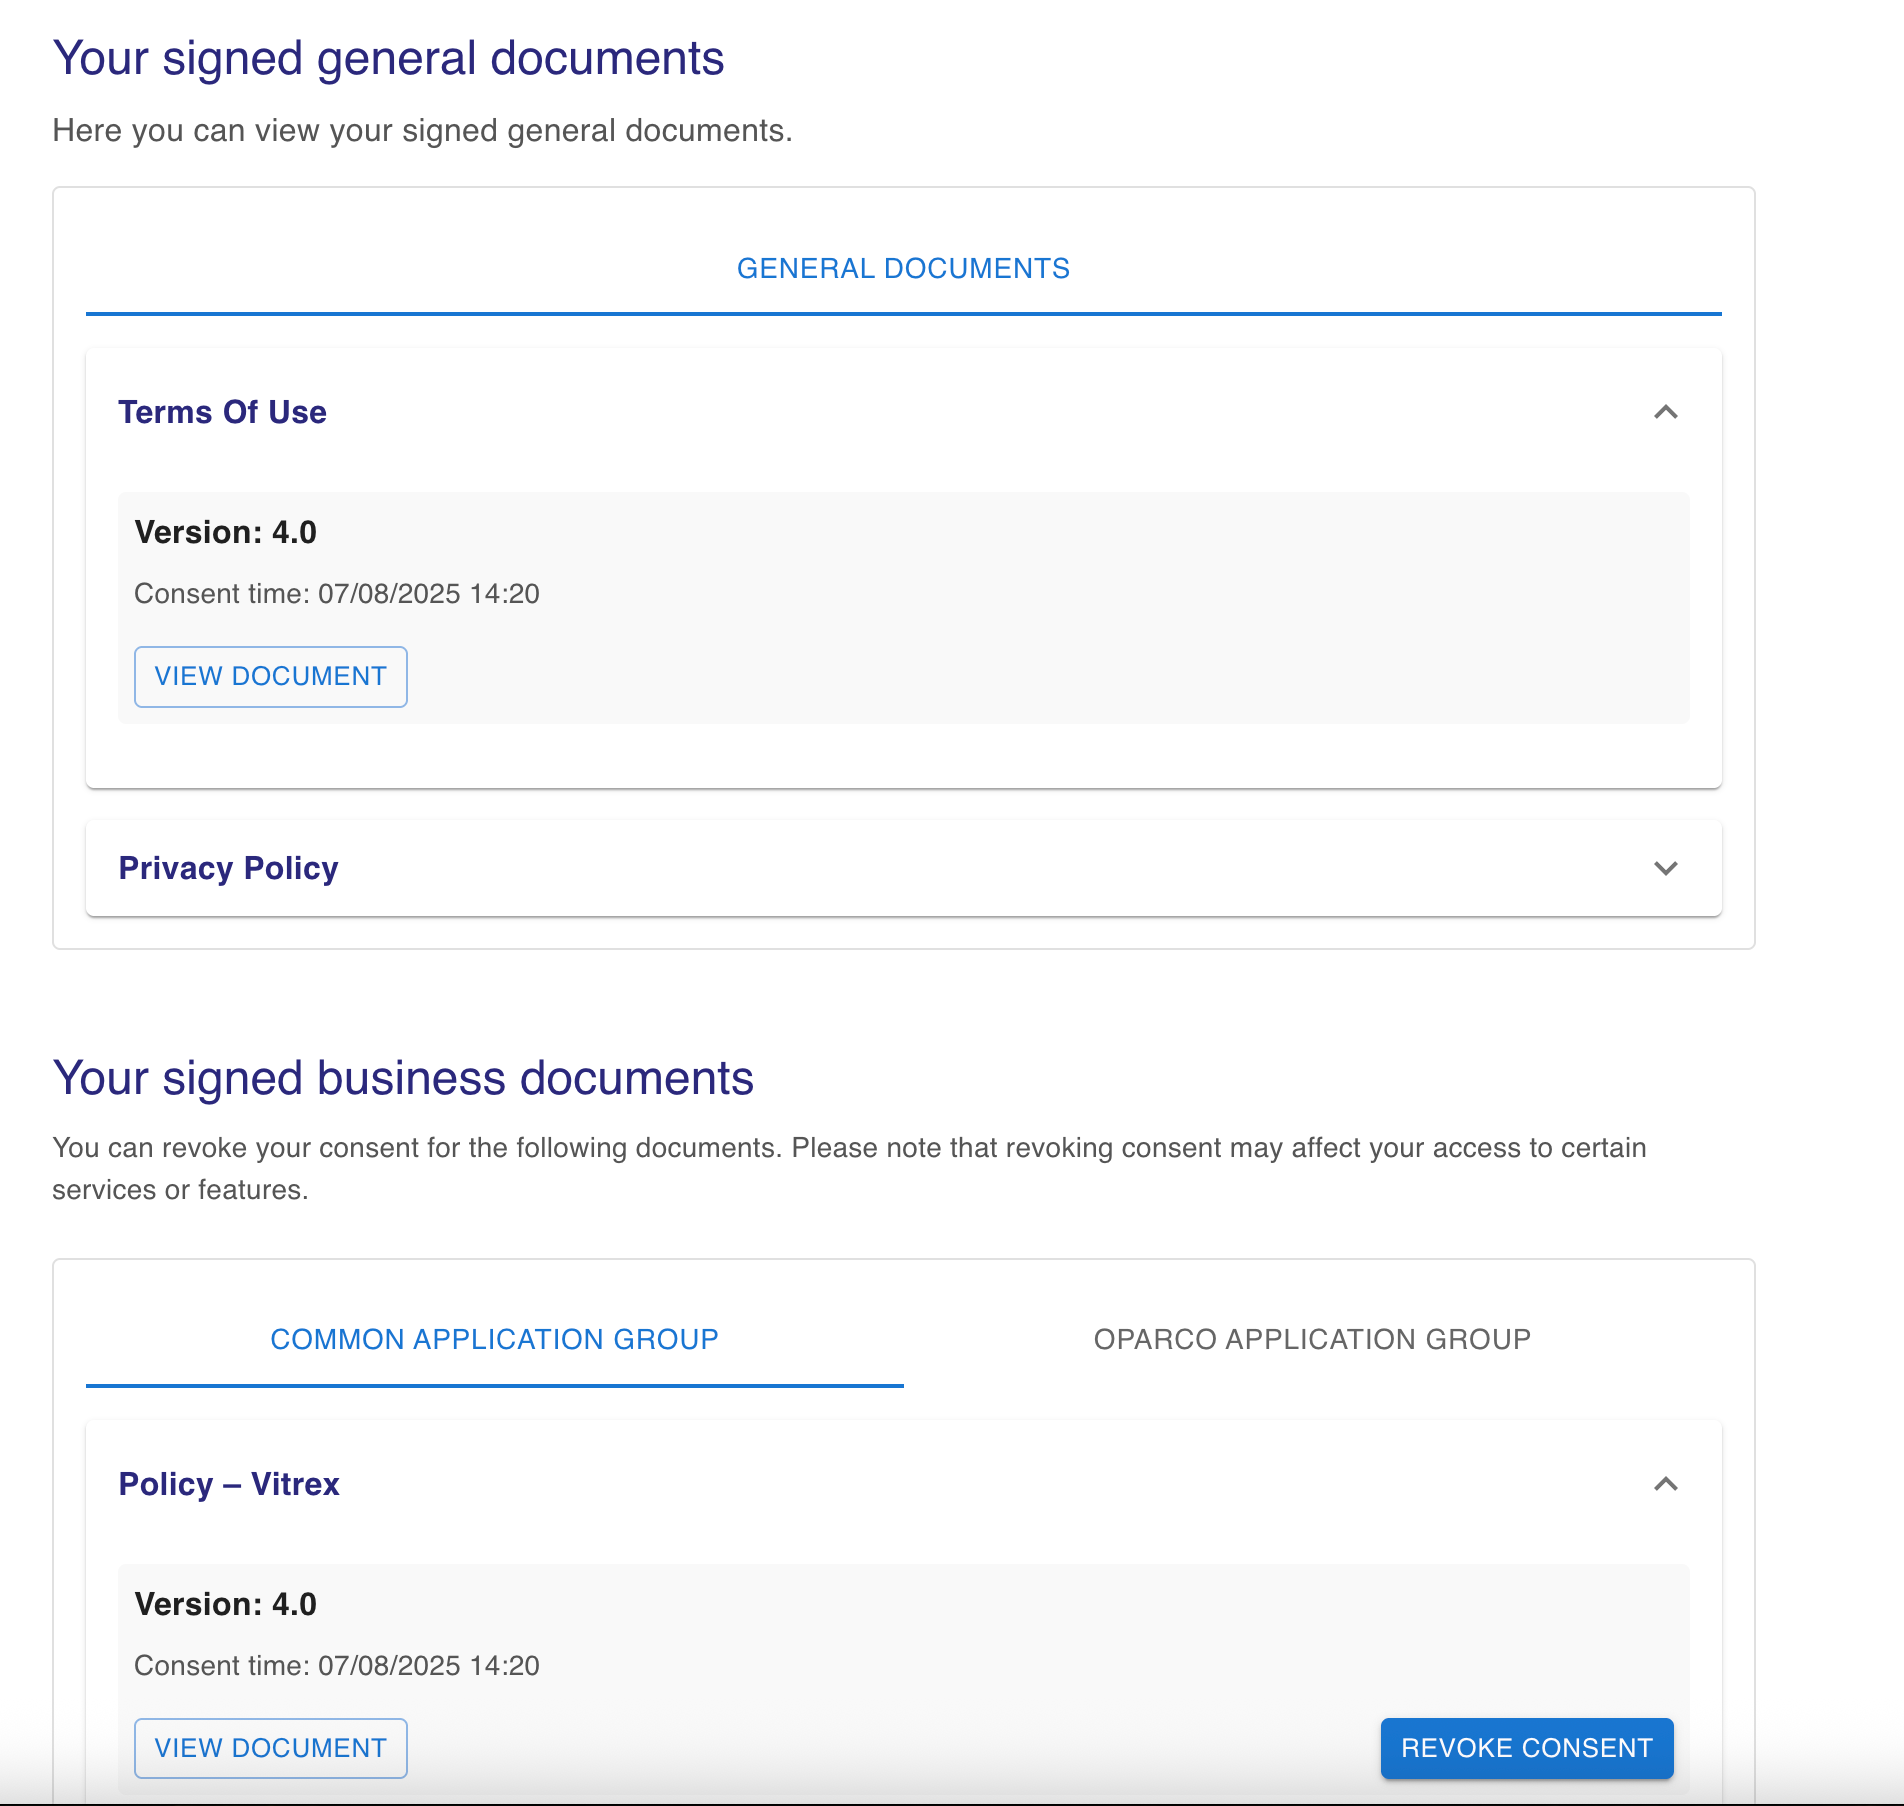 Your signed general documents
Here you can view your signed general documents.
GENERAL DOCUMENTS
Terms Of Use
Version: 4.0
Consent time: 07/08/2025 14:20
VIEW DOCUMENT
Privacy Policy
Your signed business documents
You can revoke your consent for the following documents. Please note that revoking consent may affect your access to certain
services or features.
COMMON APPLICATION GROUP
OPARCO APPLICATION GROUP
Policy – Vitrex
Version: 4.0
Consent time: 07/08/2025 14:20
VIEW DOCUMENT
REVOKE CONSENT